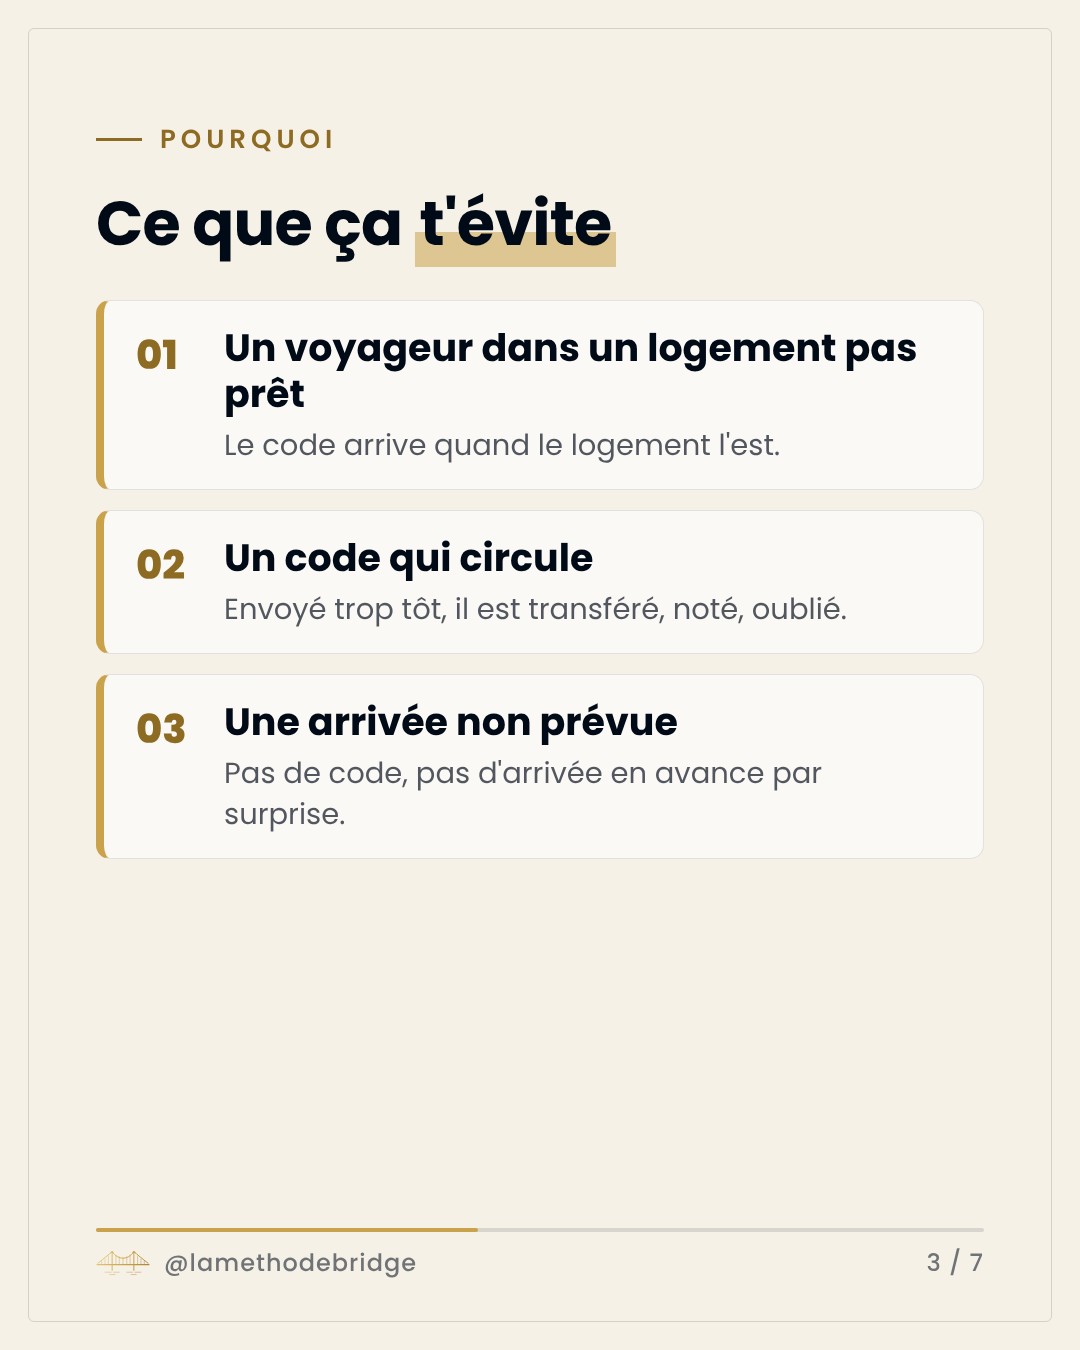 POURQUOI
Ce que ça t'évite
01
Un voyageur dans un logement pas
prêt
Le code arrive quand le logement l'est.
02
Un code qui circule
Envoyé trop tôt, il est transféré, noté, oublié.
03
Une arrivée non prévue
Pas de code, pas d'arrivée en avance par
surprise.
@lamethodebridge
3 / 7